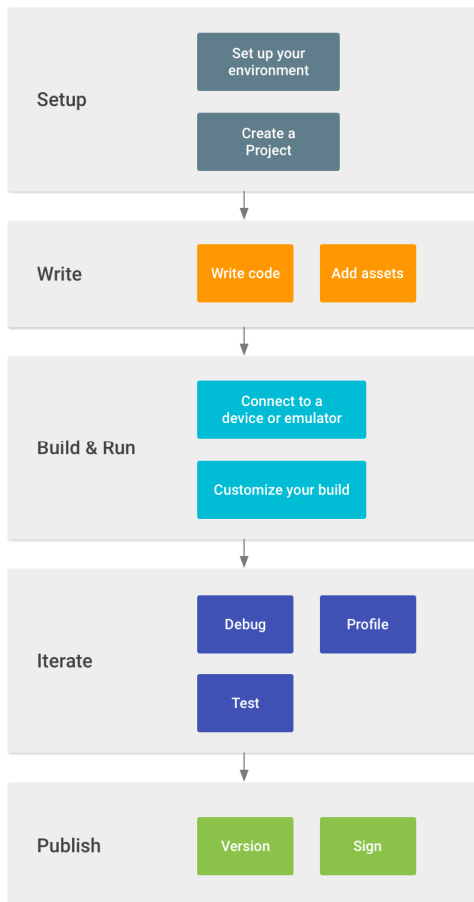 Setup
Set up your
environment
Create a
Project
Write
Write code
Add assets
Build & Run
Connect to a
device or emulator
Customize your build
Iterate
Debug
Profile
Test
Publish
Version
Sign